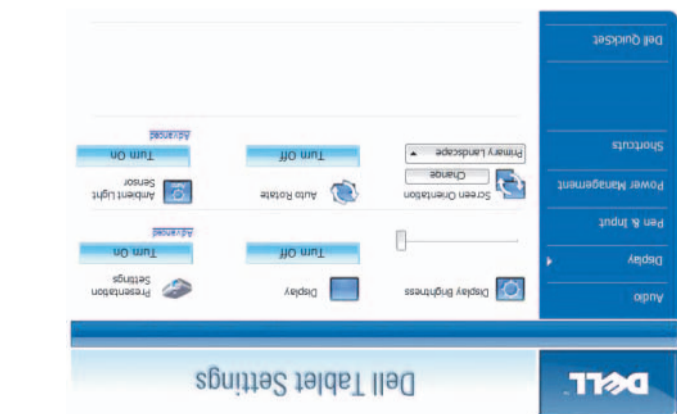 DELL™
Dell Tablet Settings
Audio
Display
Pen & Input
Power Management
Shortcuts
Dell QuickSet
Display Brightness
Display
Turn Off
Presentation
Settings
Turn On
Advanced
Screen Orientation
Change
Primary Landscape
Auto Rotate
Turn Off
Ambient Light
Sensor
Turn On
Advanced